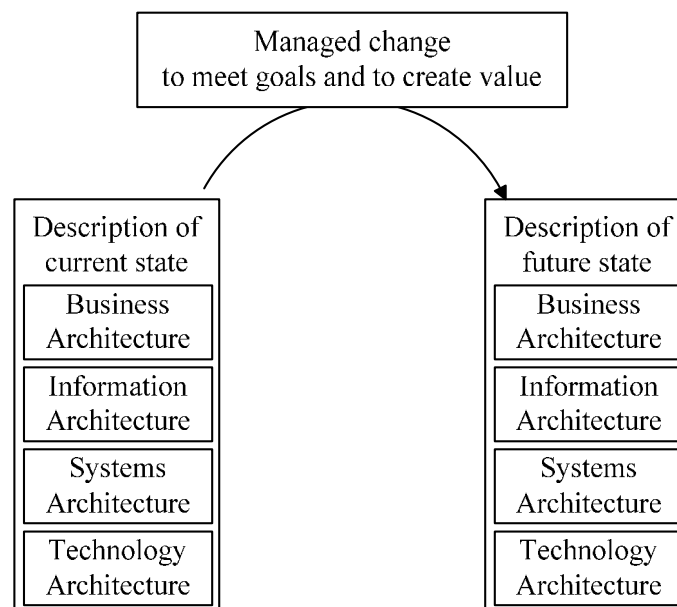 Managed change
to meet goals and to create value
Description of
current state
Business
Architecture
Information
Architecture
Systems
Architecture
Technology
Architecture
Description of
future state
Business
Architecture
Information
Architecture
Systems
Architecture
Technology
Architecture